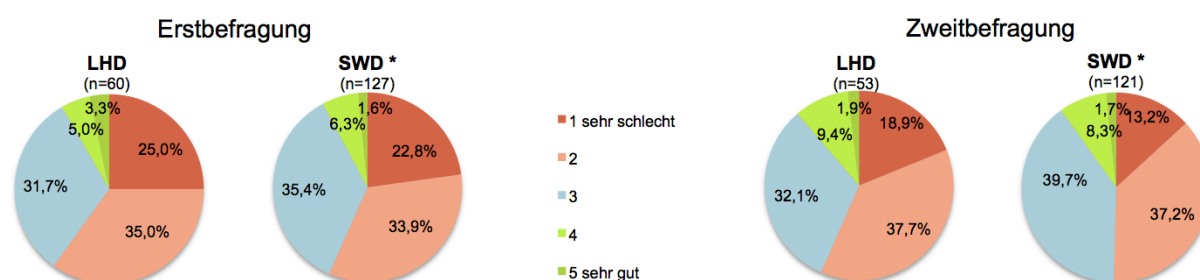 Erstbefragung
LHD
(n=60)
3,3%
5,0%
25,0%
31,7%
35,0%
SWD *
(n=127)
1,6%
6,3%
22,8%
35,4%
33,9%
1 sehr schlecht
2
3
4
5 sehr gut
Zweitbefragung
LHD
(n=53)
1,9%
9,4%
18,9%
32,1%
37,7%
SWD *
(n=121)
1,7%
13,2%
8,3%
39,7%
37,2%